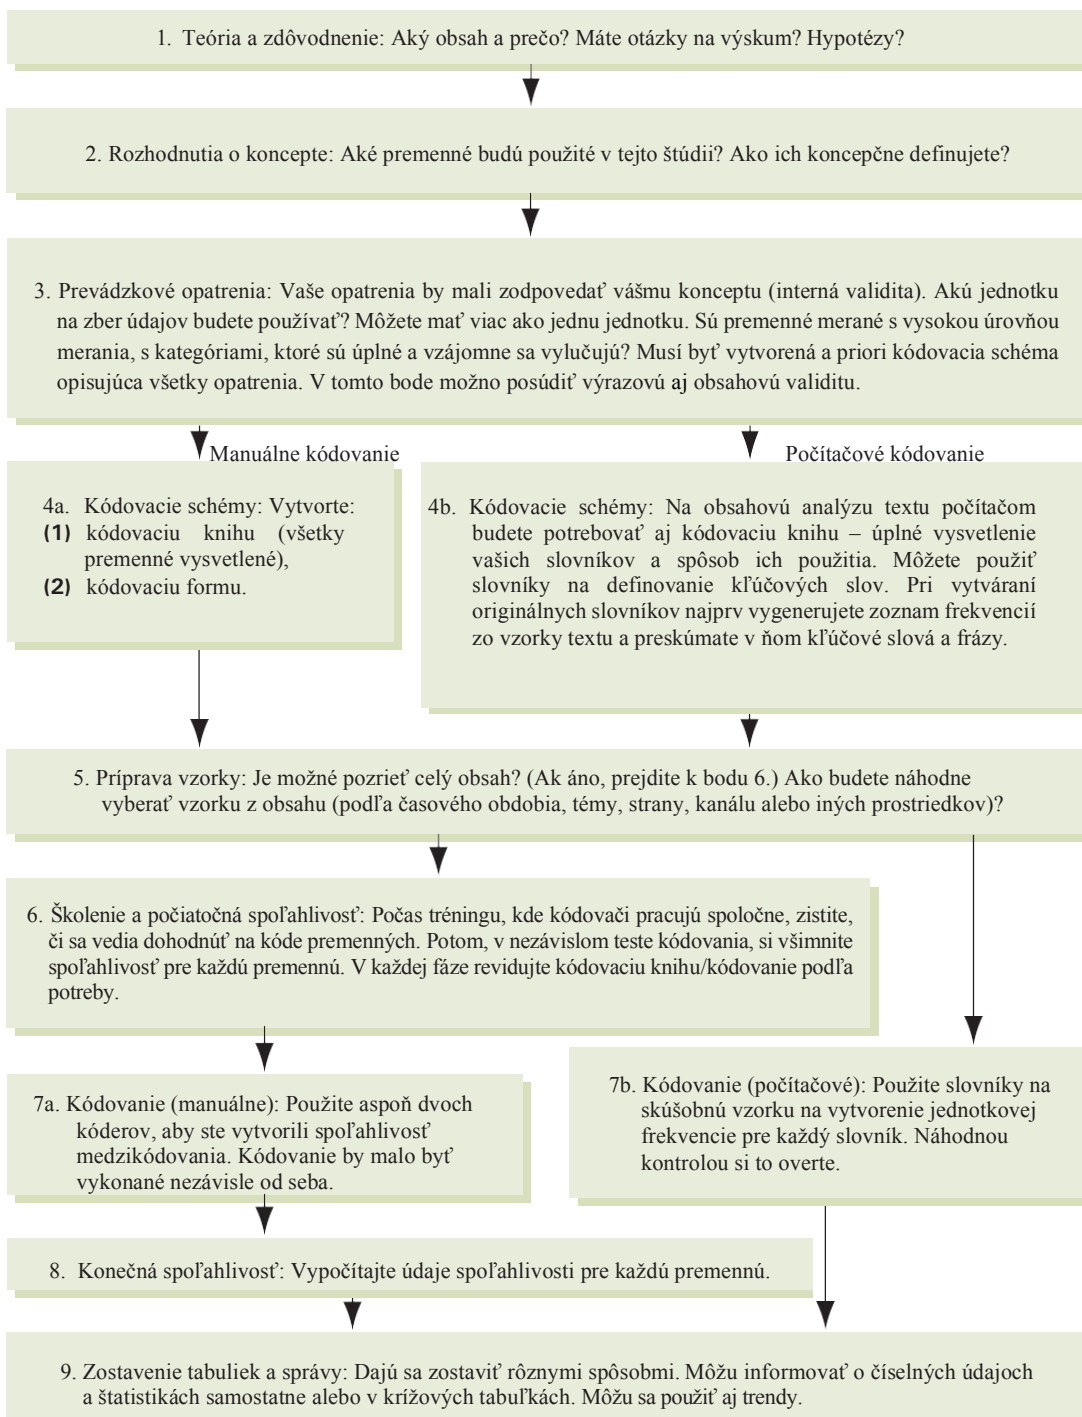 1. Teória a zdôvodnenie: Aký obsah a prečo? Máte otázky na výskum? Hypotézy?
2. Rozhodnutia o koncepte: Aké premenné budú použité v tejto štúdii? Ako ich koncepčne definujete?
3. Prevádzkové opatrenia: Vaše opatrenia by mali zodpovedať vášmu konceptu (interná validita). Akú jednotku
na zber údajov budete používať? Môžete mať viac ako jednu jednotku. Sú premenné merané s vysokou úrovňou
merania, s kategóriami, ktoré sú úplné a vzájomne sa vylučujú? Musí byť vytvorená a priori kódovacia schéma
opisujúca všetky opatrenia. V tomto bode možno posúdiť výrazovú aj obsahovú validitu.
Manuálne kódovanie
Počítačové kódovanie
4a. Kódovacie schémy: Vytvorte:
(1) kódovaciu knihu (všetky
premenné vysvetlené),
(2) kódovaciu formu.
4b. Kódovacie schémy: Na obsahovú analýzu textu počítačom
budete potrebovať aj kódovaciu knihu – úplné vysvetlenie
vašich slovníkov a spôsob ich použitia. Môžete použiť
slovníky na definovanie kľúčových slov. Pri vytváraní
originálnych slovníkov najprv vygenerujete zoznam frekvencií
zo vzorky textu a preskúmate v ňom kľúčové slová a frázy.
5. Príprava vzorky: Je možné pozrieť celý obsah? (Ak áno, prejdite k bodu 6.) Ako budete náhodne
vyberať vzorku z obsahu (podľa časového obdobia, témy, strany, kanálu alebo iných prostriedkov)?
6. Školenie a počiatočná spoľahlivosť: Počas tréningu, kde kódovači pracujú spoločne, zistite,
či sa vedia dohodnúť na kóde premenných. Potom, v nezávislom teste kódovania, si všimnite
spoľahlivosť pre každú premennú. V každej fáze revidujte kódovaciu knihu/kódovanie podľa
potreby.
7a. Kódovanie (manuálne): Použite aspoň dvoch
kóderov, aby ste vytvorili spoľahlivosť
medzikódovania. Kódovanie by malo byť
vykonané nezávisle od seba.
7b. Kódovanie (počítačové): Použite slovníky na
skúšobnú vzorku na vytvorenie jednotkovej
frekvencie pre každý slovník. Náhodnou
kontrolou si to overte.
8. Konečná spoľahlivosť: Vypočítajte údaje spoľahlivosti pre každú premennú.
9. Zostavenie tabuliek a správy: Dajú sa zostaviť rôznymi spôsobmi. Môžu informovať o číselných údajoch
a štatistikách samostatne alebo v krížových tabuľkách. Môžu sa použiť aj trendy.